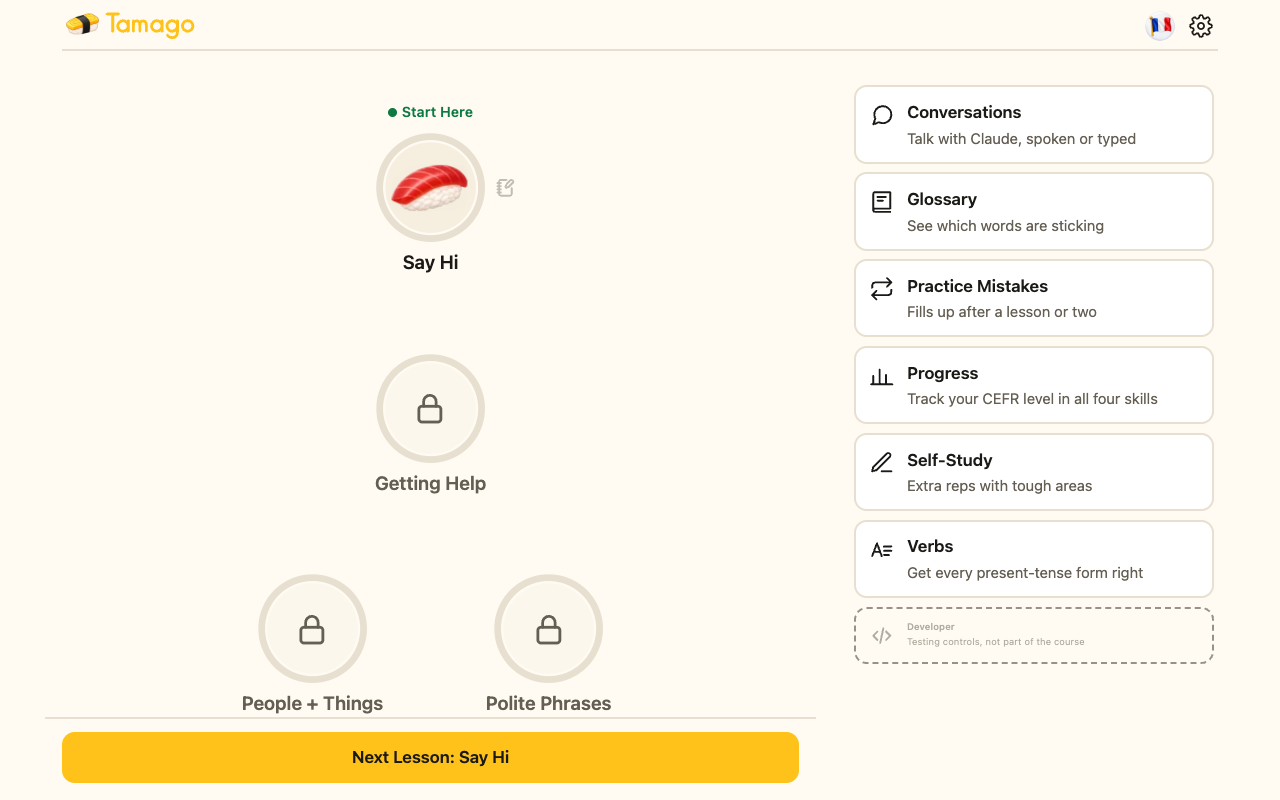 Tamago
Start Here
Say Hi
Getting Help
People + Things
Polite Phrases
Next Lesson: Say Hi
Conversations
Talk with Claude, spoken or typed
Glossary
See which words are sticking
Practice Mistakes
Fills up after a lesson or two
Progress
Track your CEFR level in all four skills
Self-Study
Extra reps with tough areas
Verbs
Get every present-tense form right
Developer
Testing controls, not part of the course